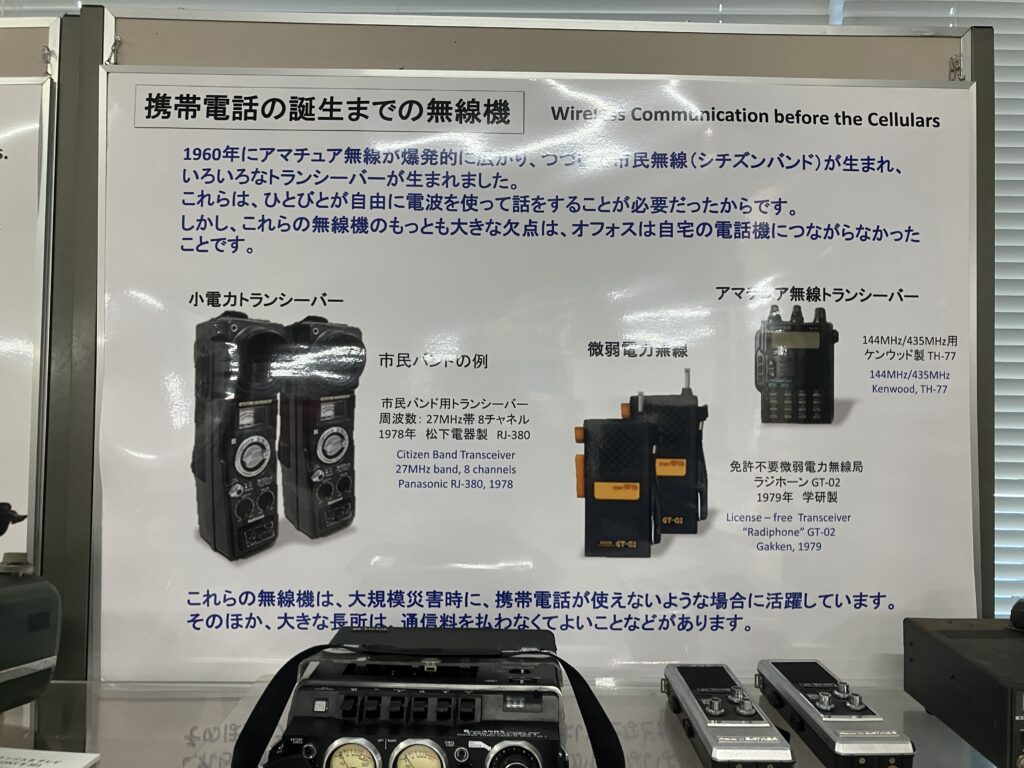 携帯電話の誕生までの無線機
Wireless Communication before the Cellulars
1960年にアマチュア無線が爆発的に広がり、つづ 市民無線（シチズンバンド）が生まれ、
いろいろなトランシーバーが生まれました。
これらは、ひとびとが自由に電波を使って話をすることが必要だったからです。
しかし、これらの無線機のもっとも大きな欠点は、オフォスは自宅の電話機につながらなかった
ことです。
小電力トランシーバー
市民バンドの例
市民バンド用トランシーバー
周波数： 27MHz帯 8チャネル
1978年 松下電器製 RJ-380
Citizen Band Transceiver
27MHz band, 8 channels
Panasonic RJ-380, 1978
微弱電力無線
GT-02
GT-02
免許不要微弱電力無線局
ラジホーン GT-02
1979年 学研製
License – free Transceiver
“Radiphone” GT-02
Gakken, 1979
アマチュア無線トランシーバー
144MHz/435MHz用
ケンウッド製 TH-77
144MHz/435MHz
Kenwood, TH-77
これらの無線機は、大規模災害時に、携帯電話が使えないような場合に活躍しています。
そのほか、大きな長所は、通信料を払わなくてよいことなどがあります。